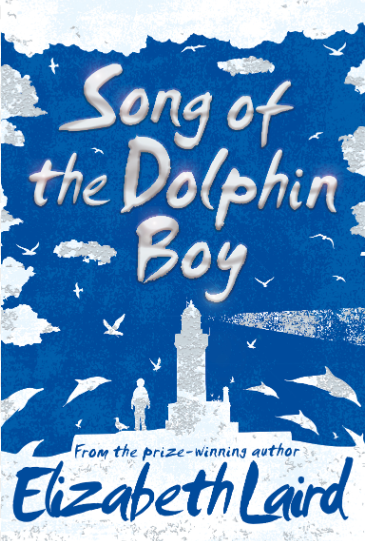 Song of
the Dolphin
Boy
From the prize-winning author
Elizabeth Laird